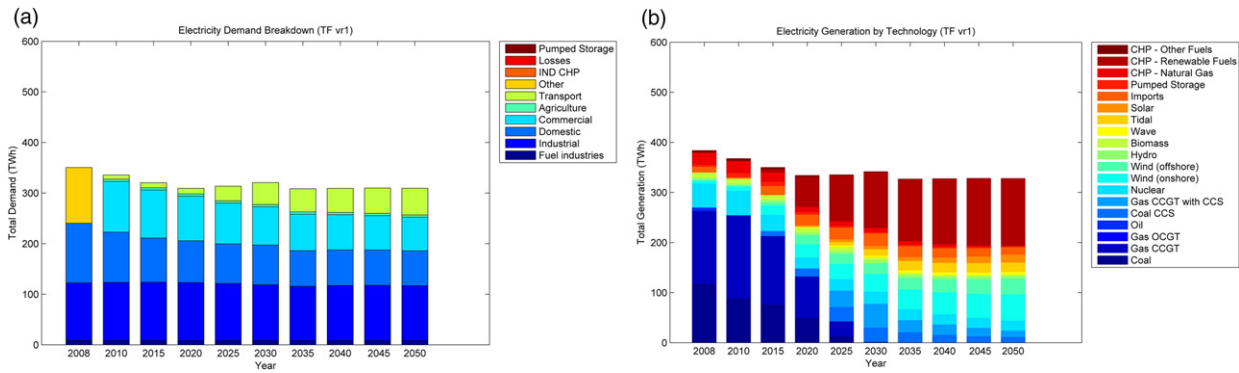 (a)
Electricity Demand Breakdown (TF vr1)
600
500
400
300
200
100
0
Total Demand (TWh)
2008 2010 2015 2020 2025 2030 2035 2040 2045 2050
Year
Pumped Storage
Losses
IND CHP
Other
Transport
Agriculture
Commercial
Domestic
Industrial
Fuel industries
(b)
Electricity Generation by Technology (TF vr1)
600
500
400
300
200
100
0
Total Generation (TWh)
2008 2010 2015 2020 2025 2030 2035 2040 2045 2050
Year
CHP - Other Fuels
CHP - Renewable Fuels
CHP - Natural Gas
Pumped Storage
Imports
Solar
Tidal
Wave
Biomass
Hydro
Wind (offshore)
Wind (onshore)
Nuclear
Gas CCGT with CCS
Coal CCS
Oil
Gas OCGT
Gas CCGT
Coal